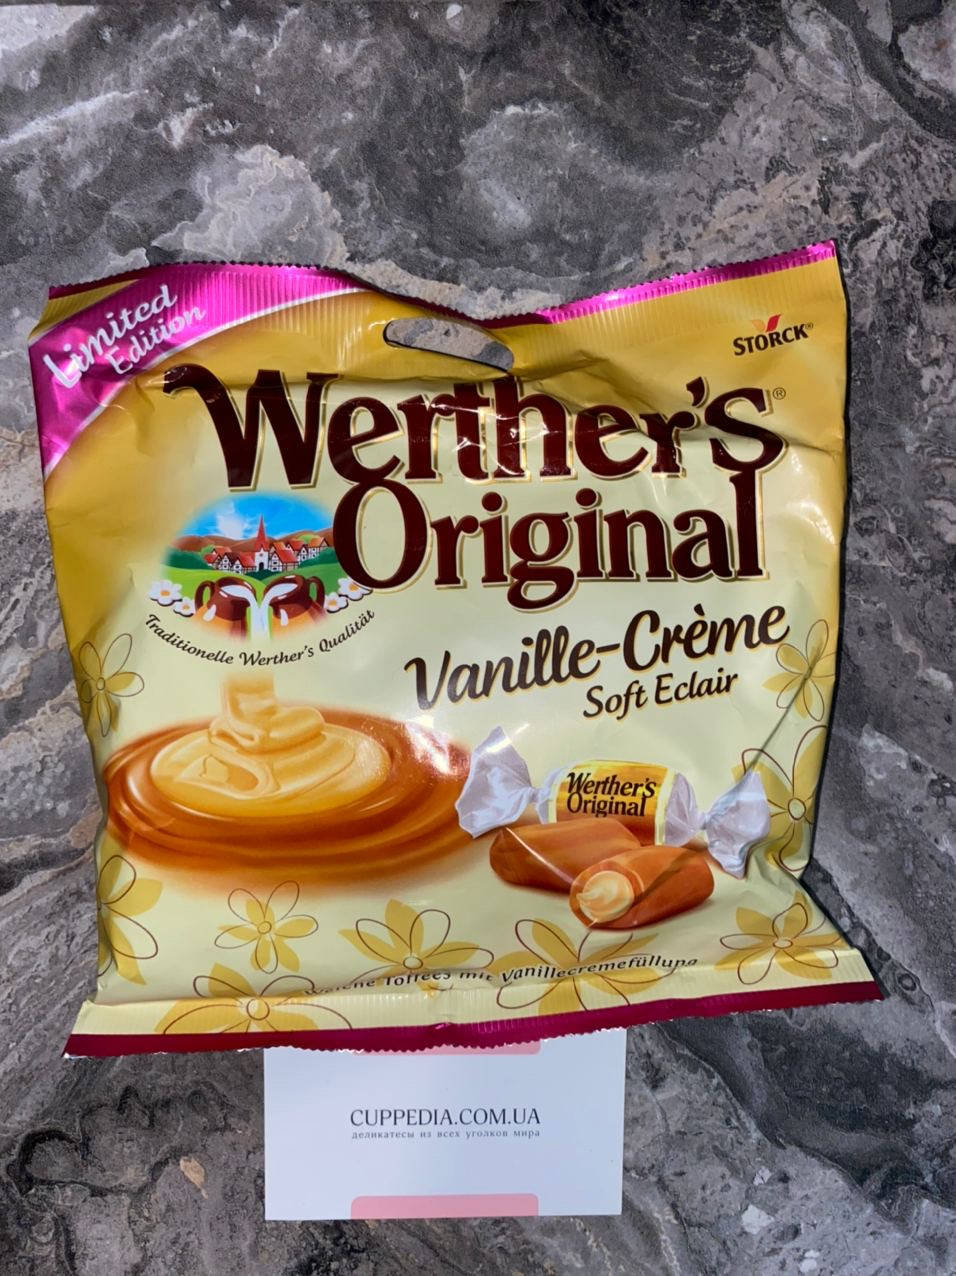 Limited
Edition
STORCK®
Werther's®
Original
Traditionelle Werther's Qualität
Vanille-Crème
Soft Eclair
Werther's
Original
Weiche Toffees mit Vanillecremefüllung
CUPPEDIA.COM.UA
деликатесы из всех уголков мира